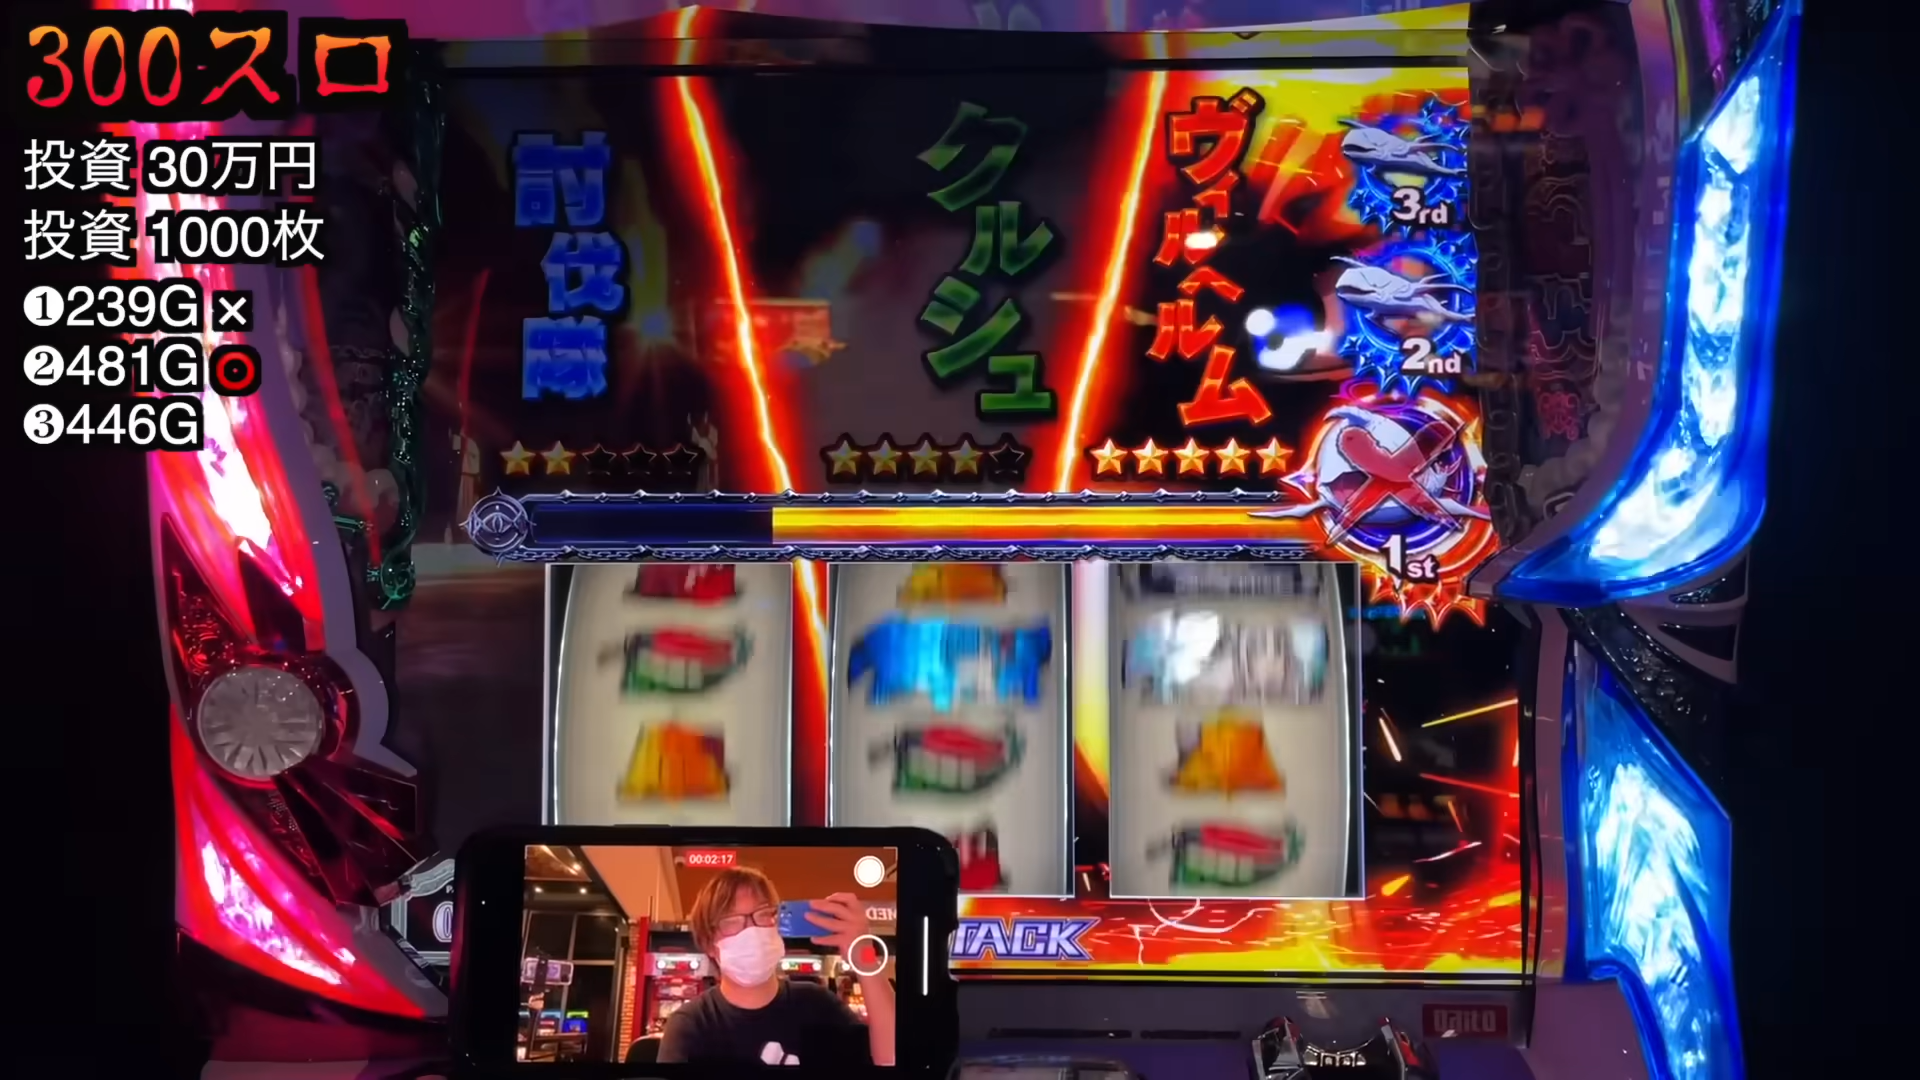 300スロ
投資 30万円
投資 1000枚
❶239G ×
❷481G ◎
❸446G
討伐隊
クルシュ
ヴィルヘルム
3rd
2nd
1st
00:02:17
TACK
Daito